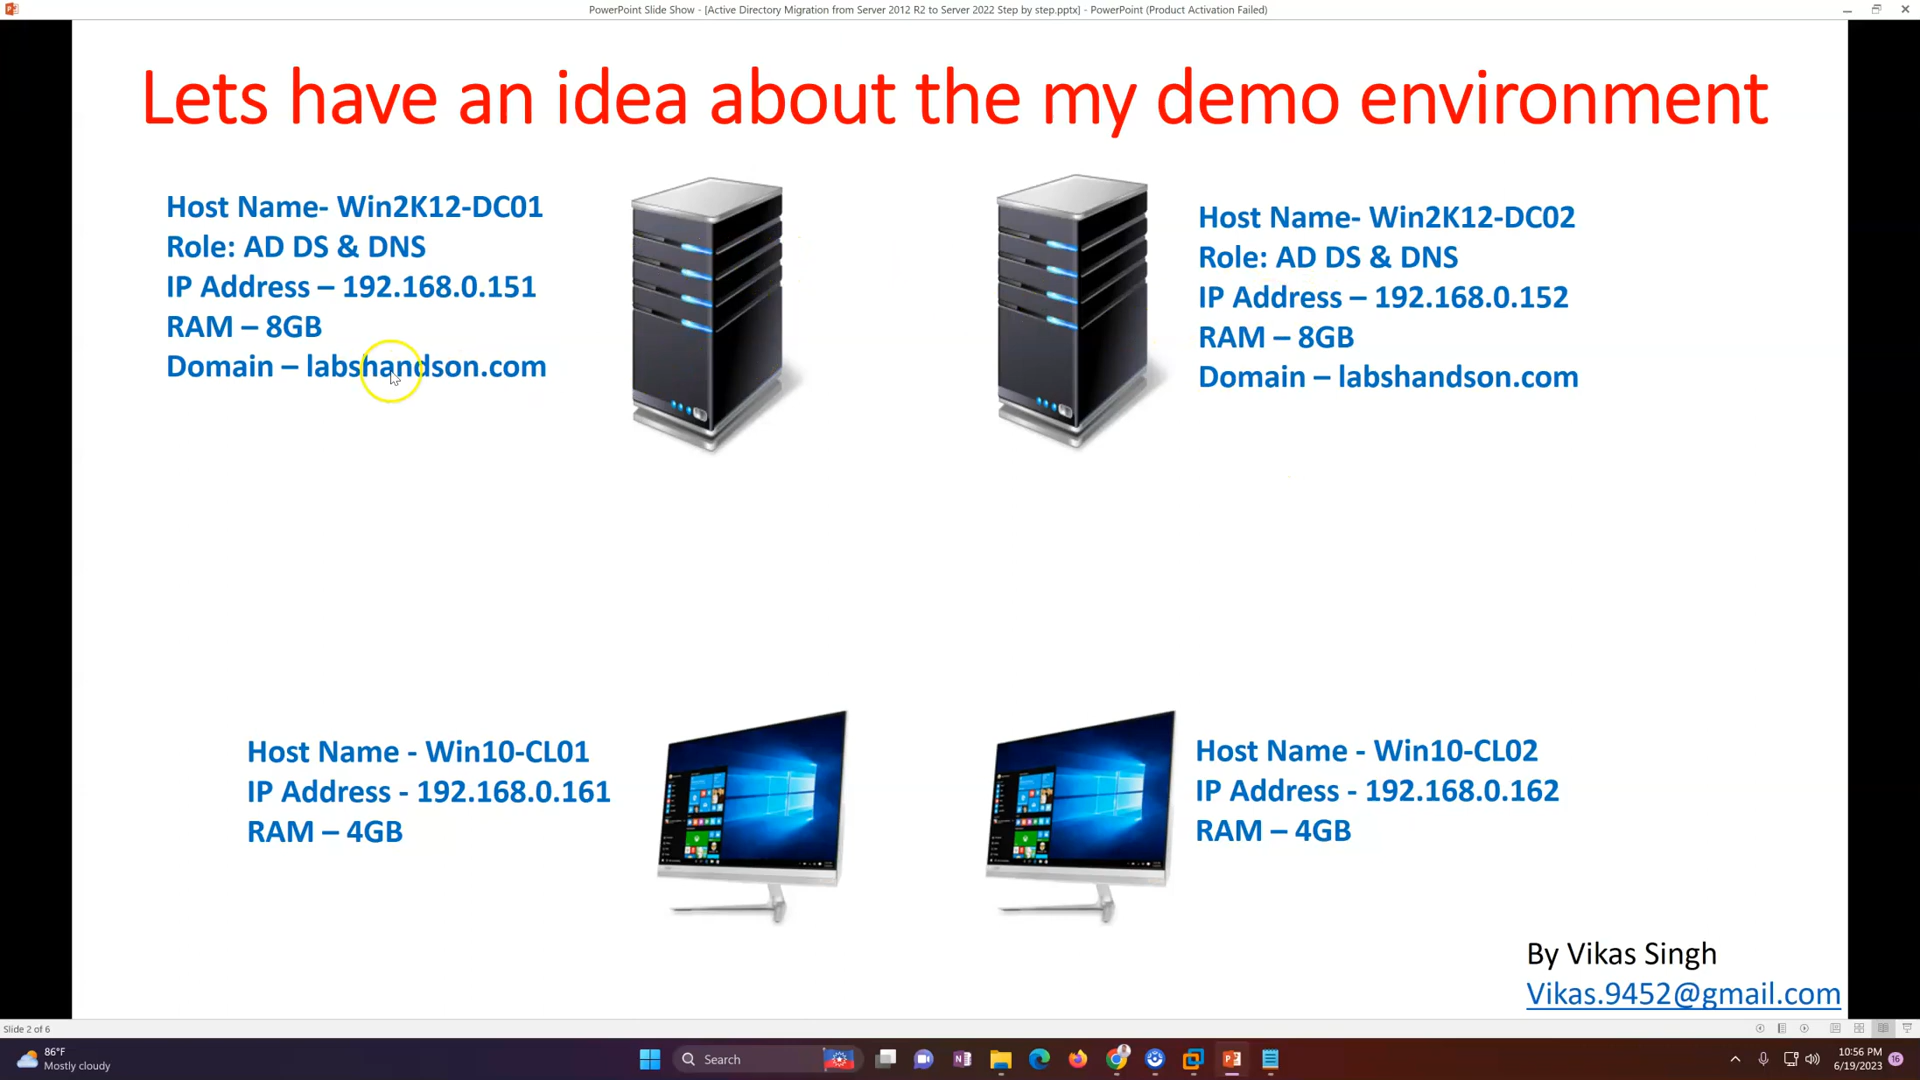 PowerPoint Slide Show - [Active Directory Migration from Server 2012 R2 to Server 2022 Step by step.pptx] - PowerPoint (Product Activation Failed)
Lets have an idea about the my demo environment
Host Name- Win2K12-DC01
Role: AD DS & DNS
IP Address – 192.168.0.151
RAM – 8GB
Domain – labshandson.com
Host Name- Win2K12-DC02
Role: AD DS & DNS
IP Address – 192.168.0.152
RAM – 8GB
Domain – labshandson.com
Host Name - Win10-CL01
IP Address - 192.168.0.161
RAM – 4GB
Host Name - Win10-CL02
IP Address - 192.168.0.162
RAM – 4GB
By Vikas Singh
Vikas.9452@gmail.com
Slide 2 of 6
86°F
Mostly cloudy
Search
10:56 PM
6/19/2023
16